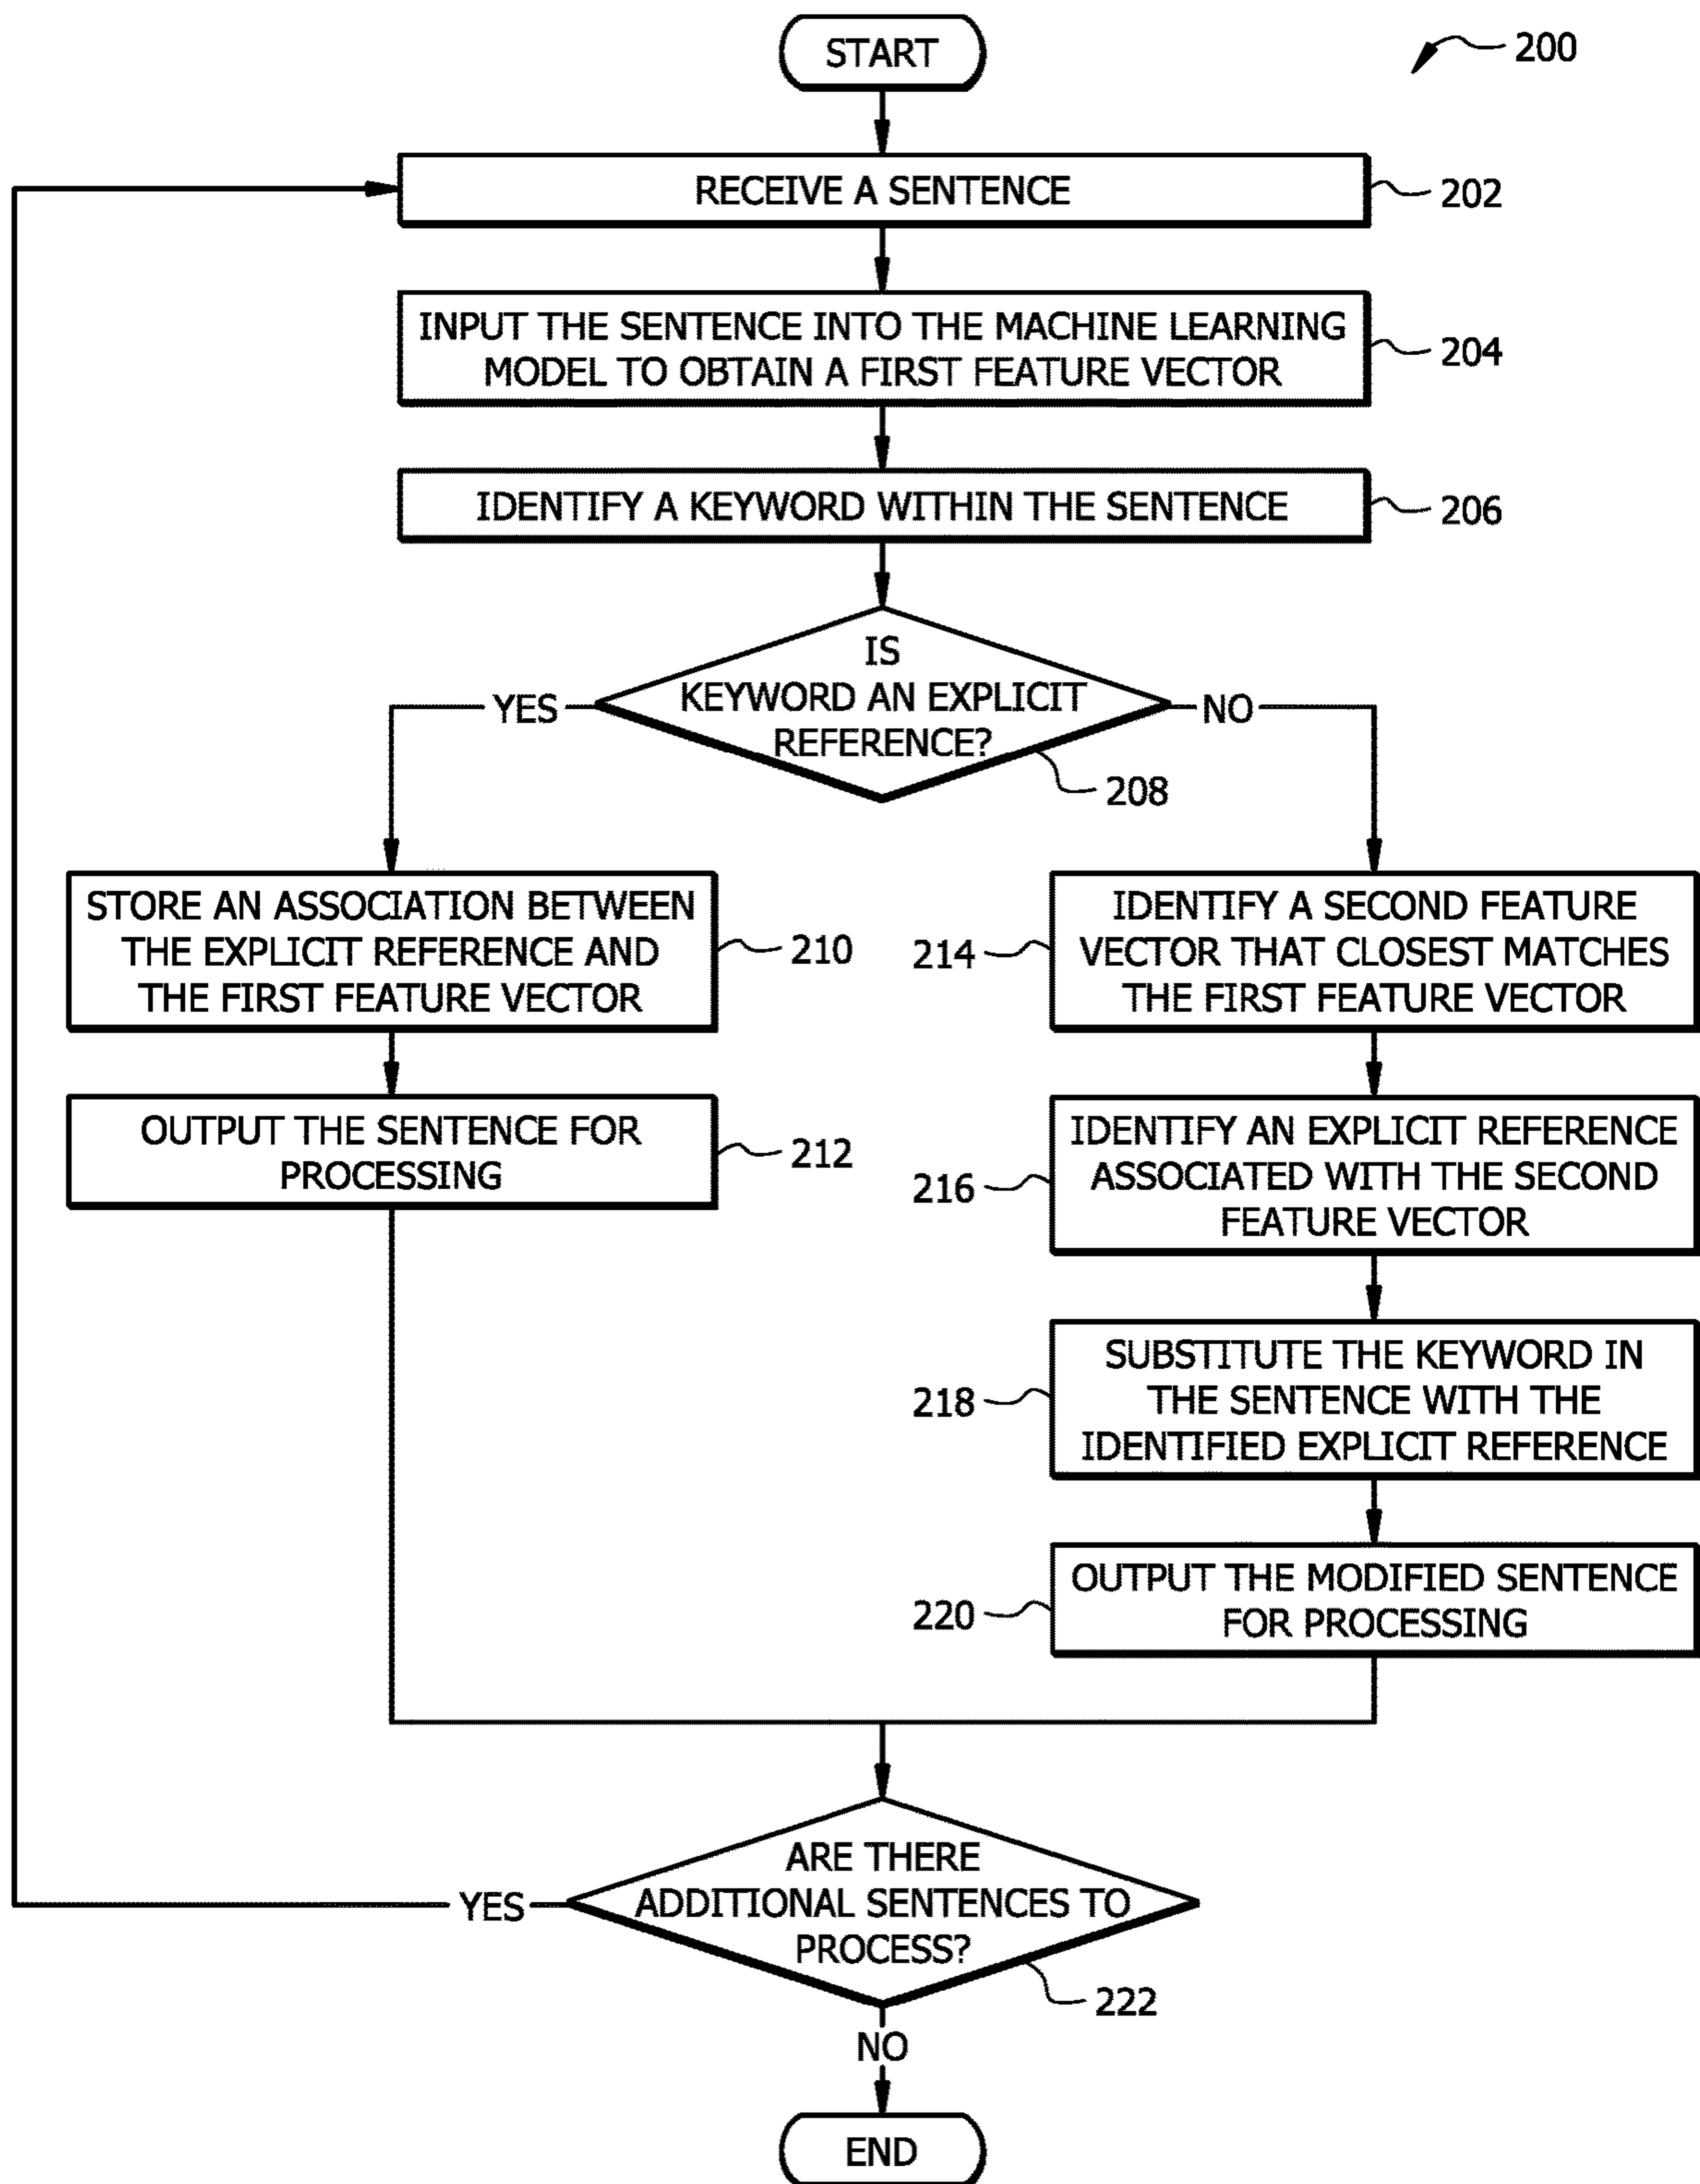 START
200
RECEIVE A SENTENCE
202
INPUT THE SENTENCE INTO THE MACHINE LEARNING
MODEL TO OBTAIN A FIRST FEATURE VECTOR
204
IDENTIFY A KEYWORD WITHIN THE SENTENCE
206
IS
KEYWORD AN EXPLICIT
REFERENCE?
YES
NO
208
STORE AN ASSOCIATION BETWEEN
THE EXPLICIT REFERENCE AND
THE FIRST FEATURE VECTOR
210
OUTPUT THE SENTENCE FOR
PROCESSING
212
IDENTIFY A SECOND FEATURE
VECTOR THAT CLOSEST MATCHES
THE FIRST FEATURE VECTOR
214
IDENTIFY AN EXPLICIT REFERENCE
ASSOCIATED WITH THE SECOND
FEATURE VECTOR
216
SUBSTITUTE THE KEYWORD IN
THE SENTENCE WITH THE
IDENTIFIED EXPLICIT REFERENCE
218
OUTPUT THE MODIFIED SENTENCE
FOR PROCESSING
220
ARE THERE
ADDITIONAL SENTENCES TO
PROCESS?
YES
222
NO
END